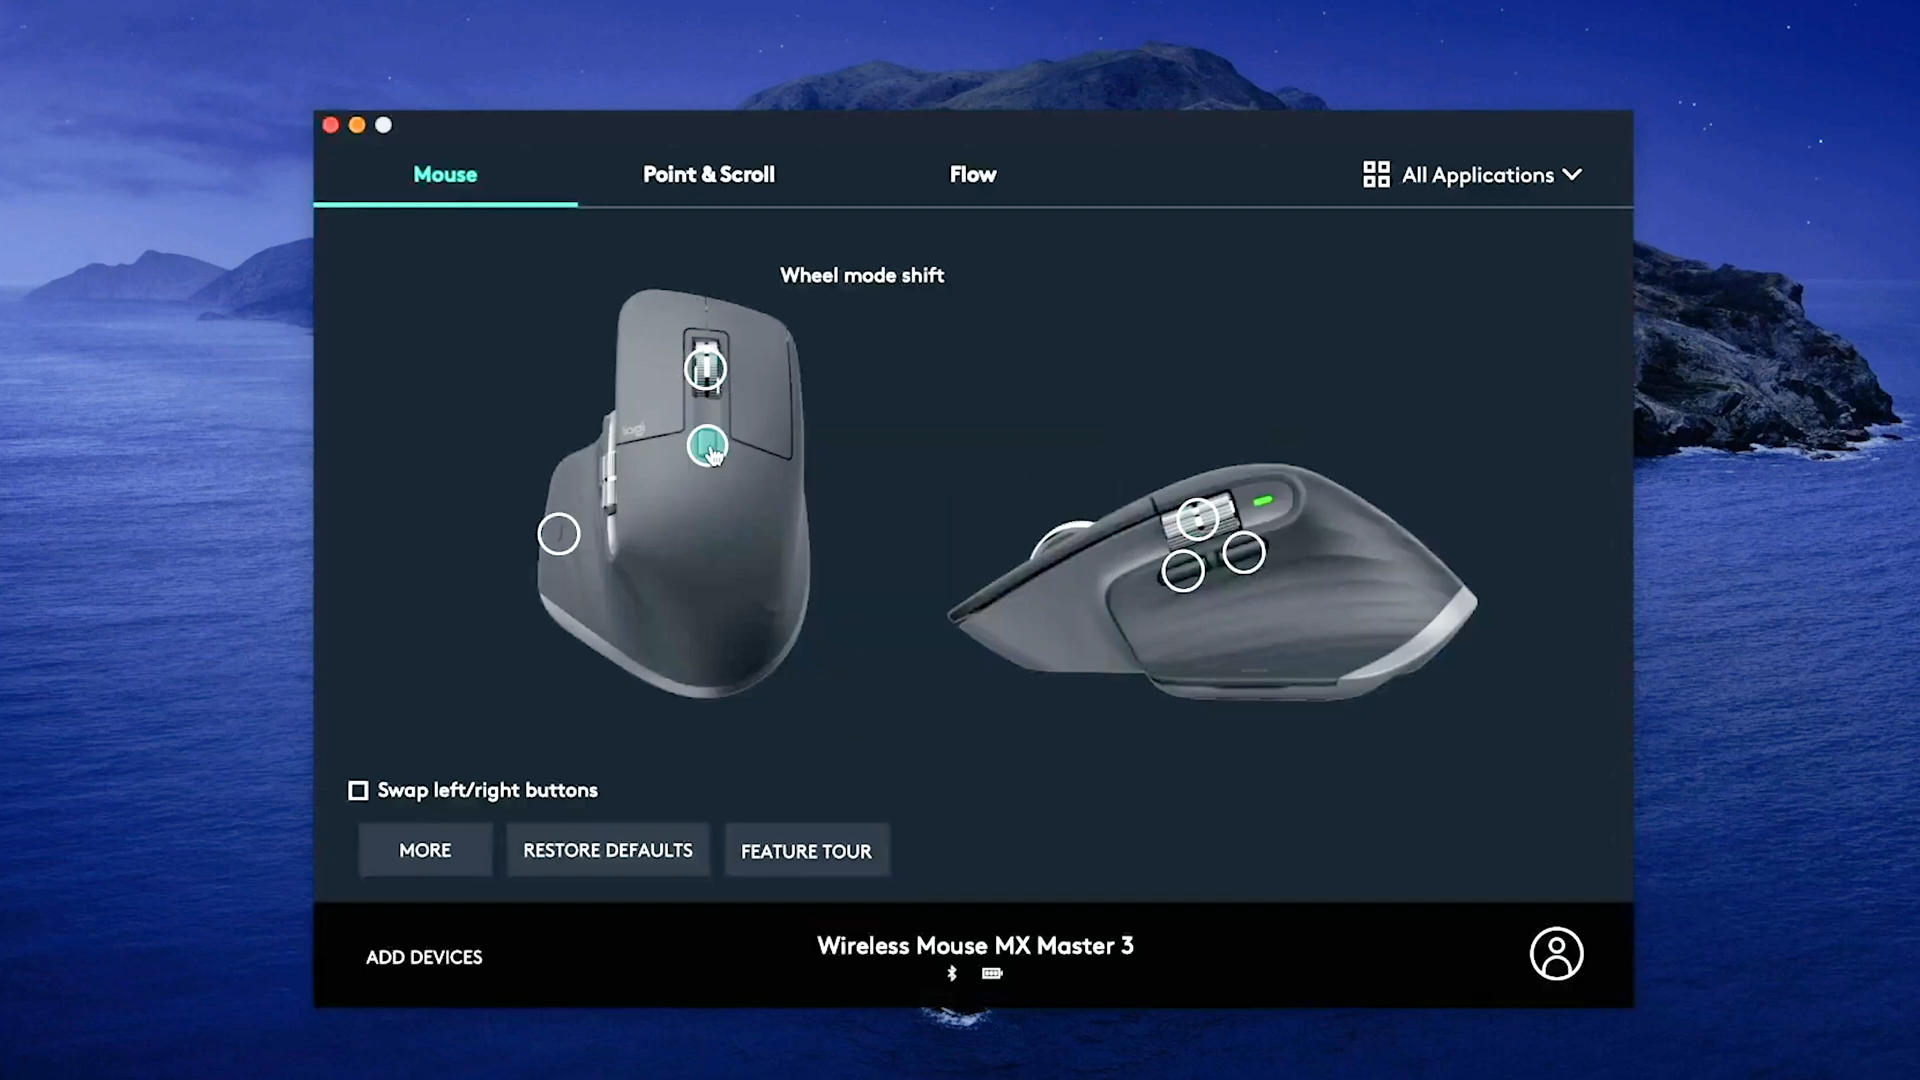 Mouse
Point & Scroll
Flow
All Applications
Wheel mode shift
logi
Swap left/right buttons
MORE
RESTORE DEFAULTS
FEATURE TOUR
ADD DEVICES
Wireless Mouse MX Master 3